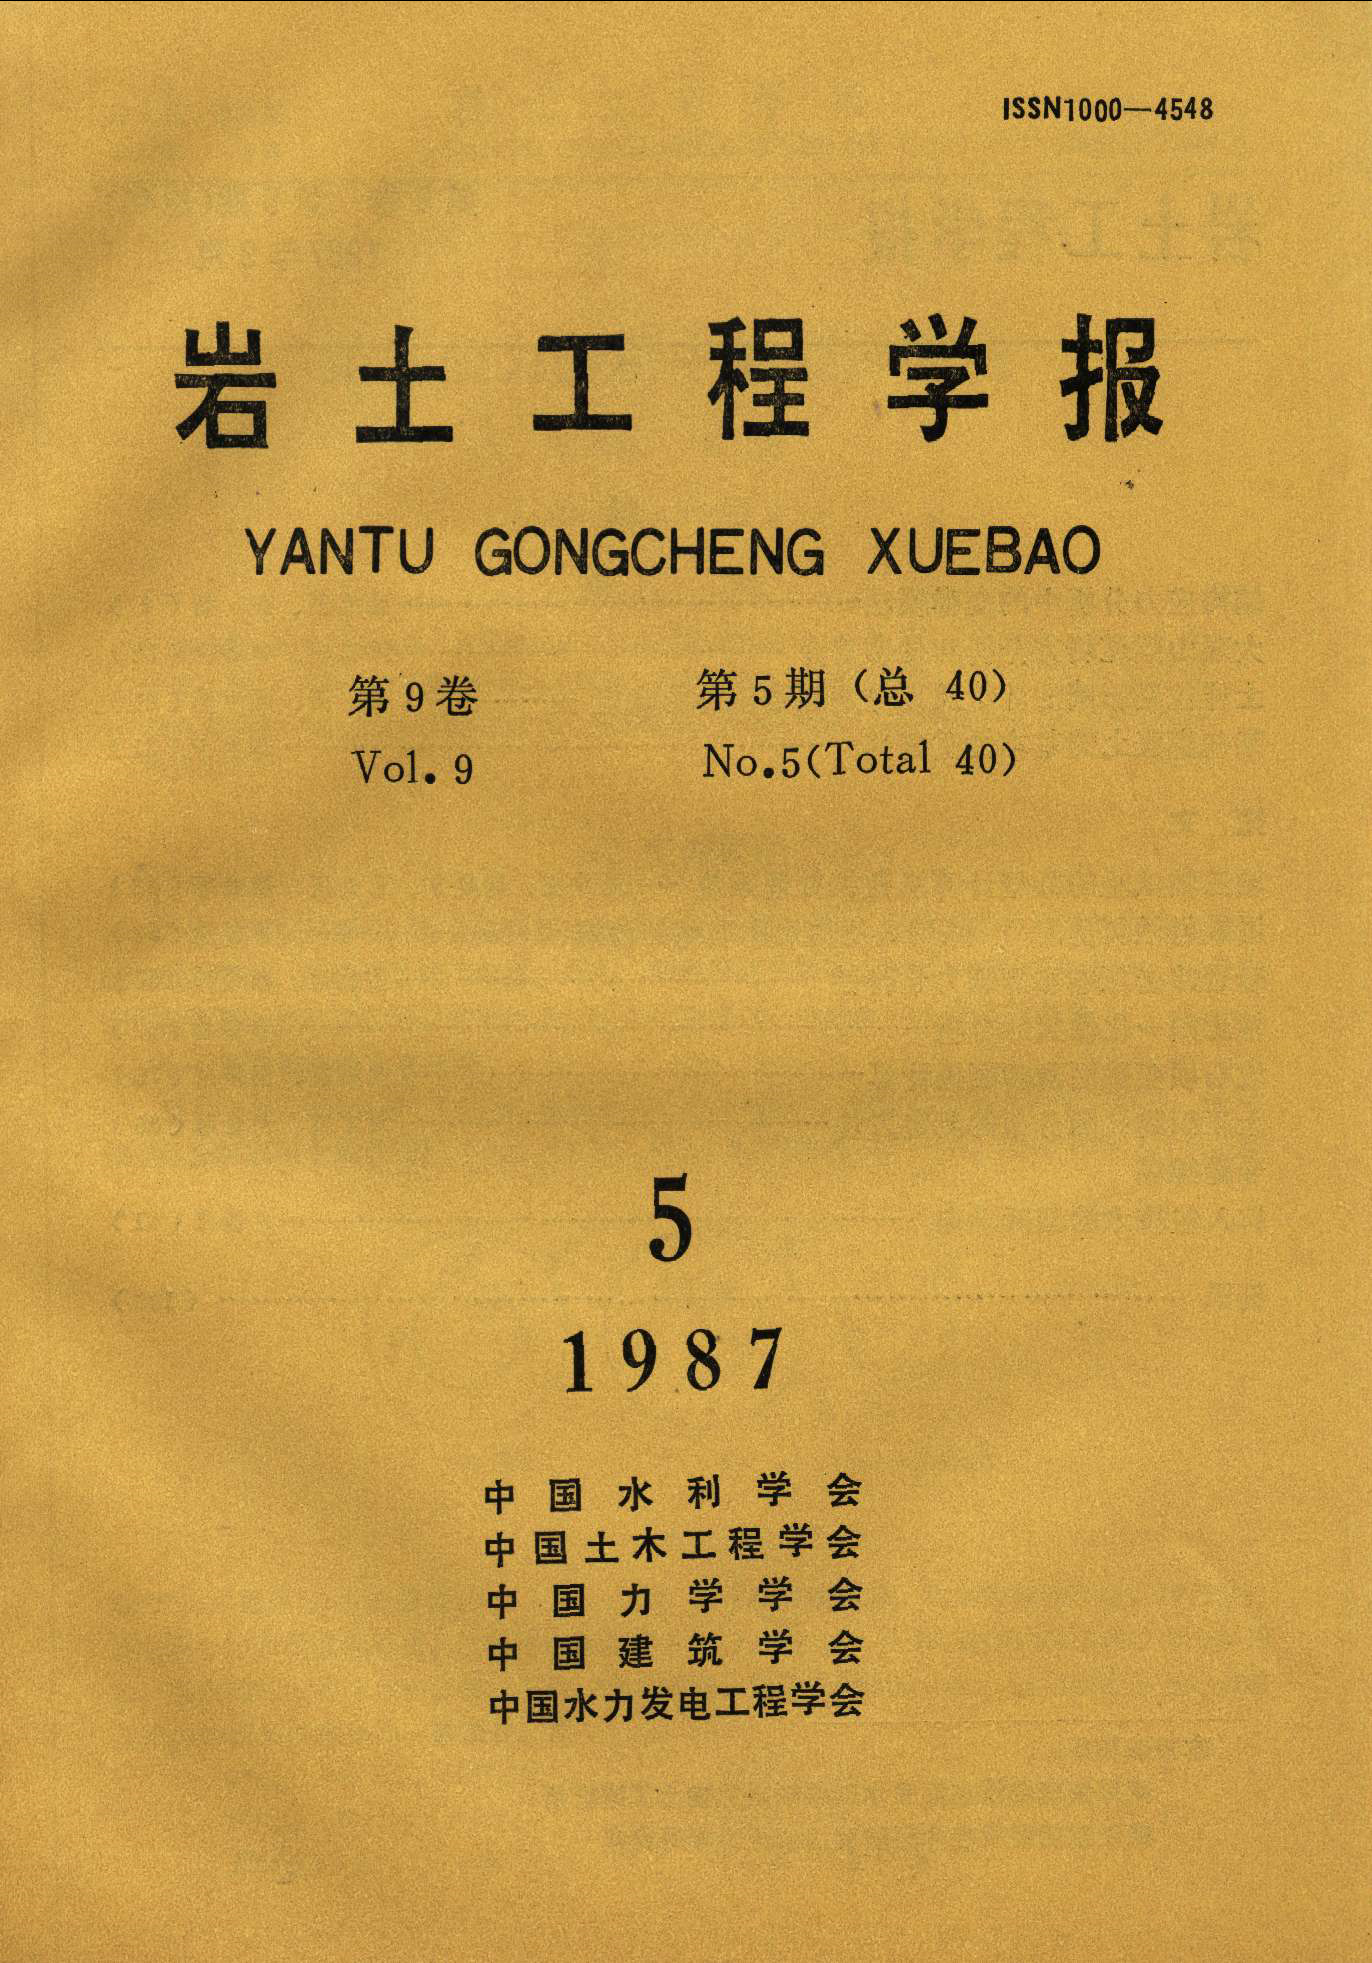 ISSN1000—4548
岩土工程学报
YANTU GONGCHENG XUEBAO
第9卷 第5期（总 40）
Vol.9 No.5(Total 40)
5
1987
中国水利学会
中国土木工程学会
中国力学学会
中国建筑学会
中国水力发电工程学会